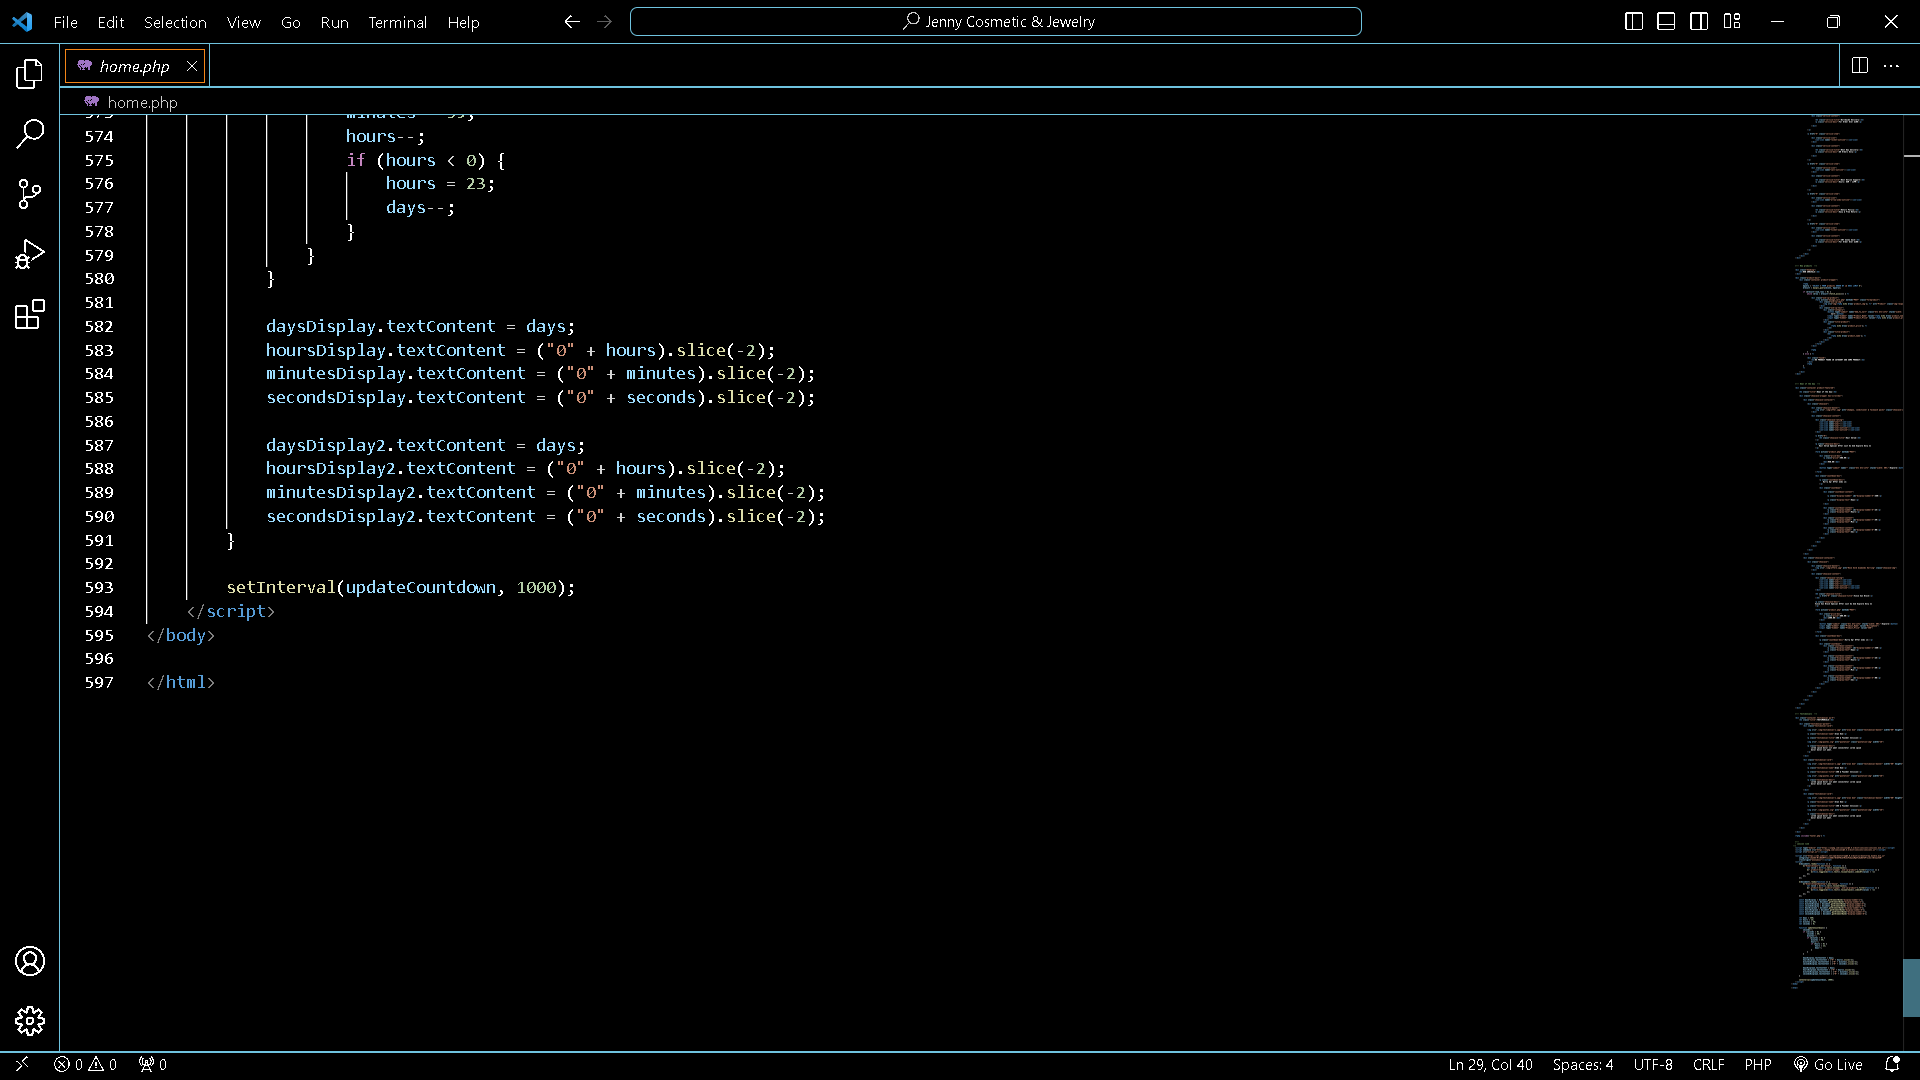 File Edit Selection View Go Run Terminal Help
Jenny Cosmetic & Jewelry
home.php
home.php
574 hours--;
575 if (hours < 0) {
576 hours = 23;
577 days--;
578 }
579 }
580 }
581
582 daysDisplay.textContent = days;
583 hoursDisplay.textContent = ("0" + hours).slice(-2);
584 minutesDisplay.textContent = ("0" + minutes).slice(-2);
585 secondsDisplay.textContent = ("0" + seconds).slice(-2);
586
587 daysDisplay2.textContent = days;
588 hoursDisplay2.textContent = ("0" + hours).slice(-2);
589 minutesDisplay2.textContent = ("0" + minutes).slice(-2);
590 secondsDisplay2.textContent = ("0" + seconds).slice(-2);
591 }
592
593 setInterval(updateCountdown, 1000);
594 </script>
595 </body>
596
597 </html>
0 0 0 Ln 29, Col 40 Spaces: 4 UTF-8 CRLF PHP Go Live